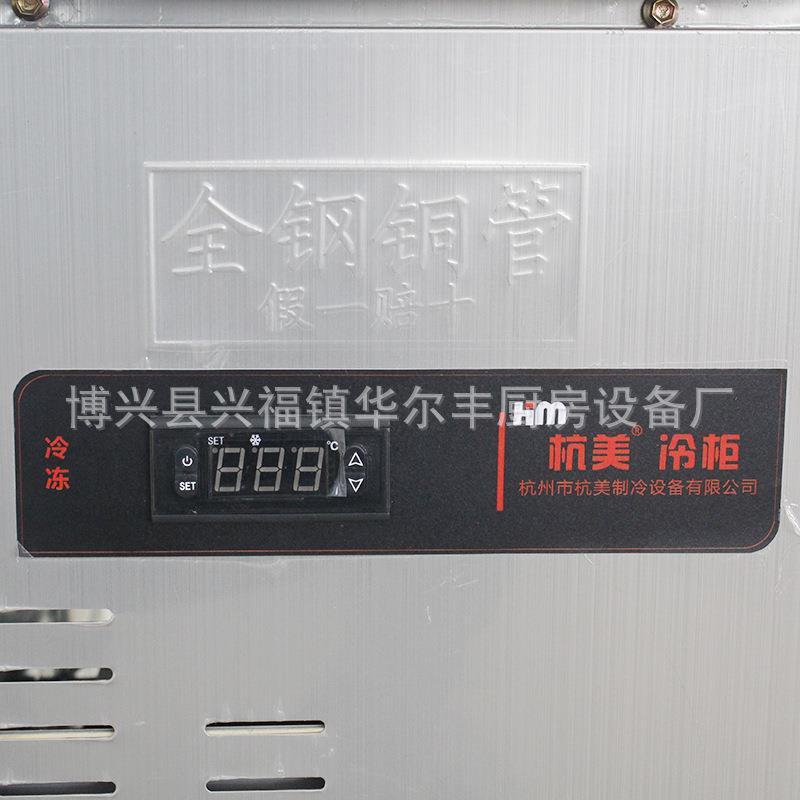 全钢铜管
假一赔十
博兴县兴福镇华尔丰厨房设备厂
HM
冷冻
SET
°C
888
SET
杭美® 冷柜
杭州市杭美制冷设备有限公司